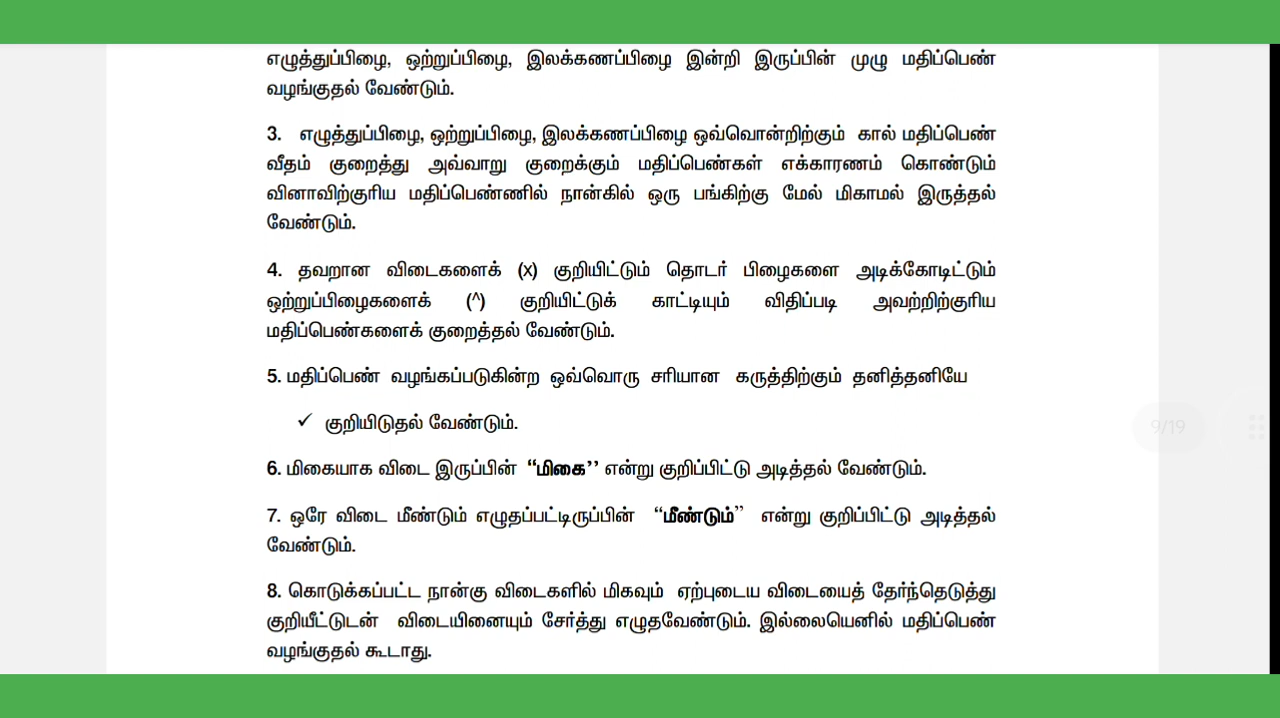 எழுத்துப்பிழை, ஒற்றுப்பிழை, இலக்கணப்பிழை இன்றி இருப்பின் முழு மதிப்பெண்
வழங்குதல் வேண்டும்.
3. எழுத்துப்பிழை, ஒற்றுப்பிழை, இலக்கணப்பிழை ஒவ்வொன்றிற்கும் கால் மதிப்பெண்
வீதம் குறைத்து அவ்வாறு குறைக்கும் மதிப்பெண்கள் எக்காரணம் கொண்டும்
வினாவிற்குரிய மதிப்பெண்ணில் நான்கில் ஒரு பங்கிற்கு மேல் மிகாமல் இருத்தல்
வேண்டும்.
4. தவறான விடைகளைக் (x) குறியிட்டும் தொடர் பிழைகளை அடிக்கோடிட்டும்
ஒற்றுப்பிழைகளைக் (^) குறியிட்டுக் காட்டியும் விதிப்படி அவற்றிற்குரிய
மதிப்பெண்களைக் குறைத்தல் வேண்டும்.
5. மதிப்பெண் வழங்கப்படுகின்ற ஒவ்வொரு சரியான கருத்திற்கும் தனித்தனியே
✓ குறியிடுதல் வேண்டும்.
9/19
6. மிகையாக விடை இருப்பின் “மிகை’’ என்று குறிப்பிட்டு அடித்தல் வேண்டும்.
7. ஒரே விடை மீண்டும் எழுதப்பட்டிருப்பின் “மீண்டும்” என்று குறிப்பிட்டு அடித்தல்
வேண்டும்.
8. கொடுக்கப்பட்ட நான்கு விடைகளில் மிகவும் ஏற்புடைய விடையைத் தேர்ந்தெடுத்து
குறியீட்டுடன் விடையினையும் சேர்த்து எழுதவேண்டும். இல்லையெனில் மதிப்பெண்
வழங்குதல் கூடாது.